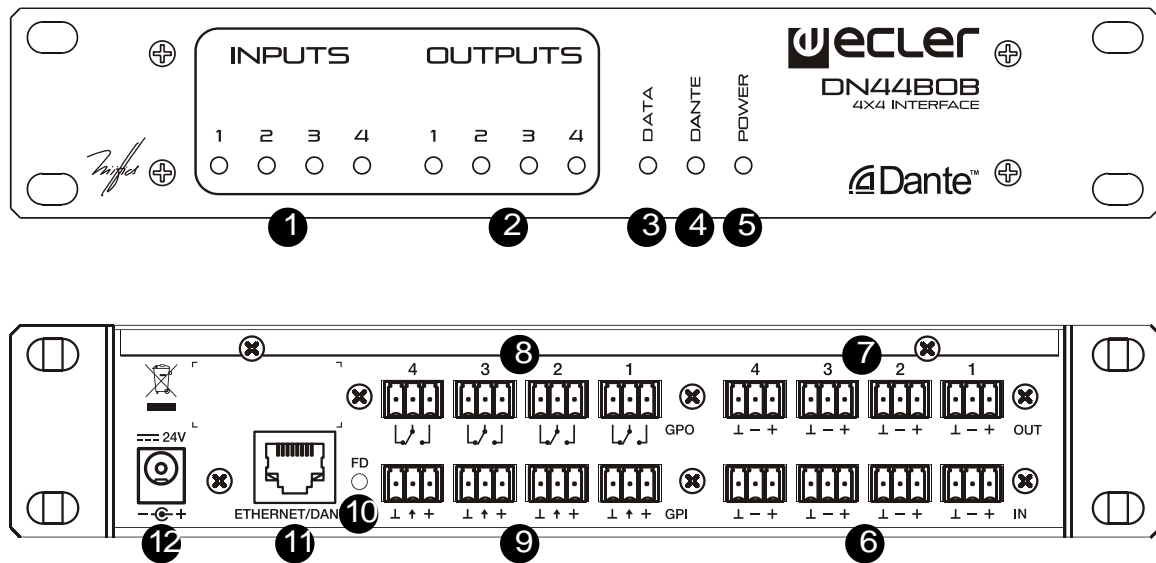 INPUTS OUTPUTS
1 2 3 4 1 2 3 4
DATA
DANTE
POWER
ecler
DN44BOB
4X4 INTERFACE
Dante™
1 2 3 4 5
8 7
4 3 2 1 4 3 2 1
GPO
⊥ − + ⊥ − + ⊥ − + ⊥ − + OUT
24V
FD
ETHERNET/DAN
⊥ ↑ + ⊥ ↑ + ⊥ ↑ + ⊥ ↑ + GPI
⊥ − + ⊥ − + ⊥ − + ⊥ − + IN
− +
12 11 10 9 6